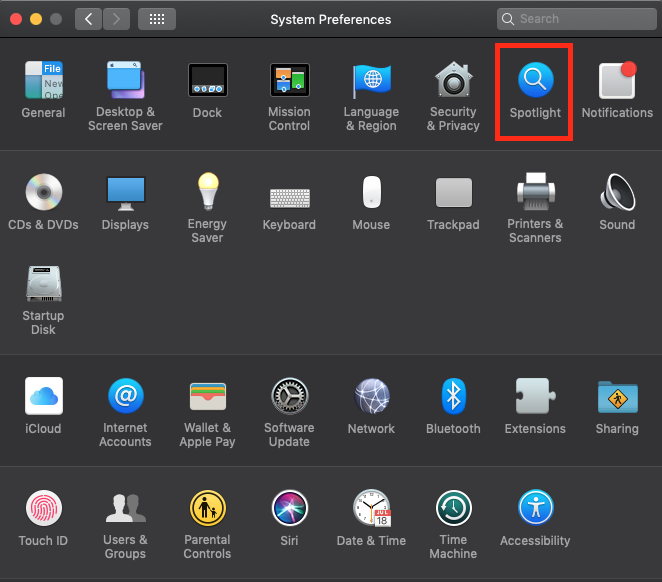 System Preferences
Search
File
New
Ope
General
Desktop &
Screen Saver
Dock
Mission
Control
Language
& Region
Security
& Privacy
Spotlight
Notifications
CDs & DVDs
Displays
Energy
Saver
Keyboard
Mouse
Trackpad
Printers &
Scanners
Sound
Startup
Disk
iCloud
@
Internet
Accounts
Wallet &
Apple Pay
Software
Update
Network
Bluetooth
Extensions
Sharing
Touch ID
Users &
Groups
Parental
Controls
Siri
JUL
18
Date & Time
Time
Machine
Accessibility